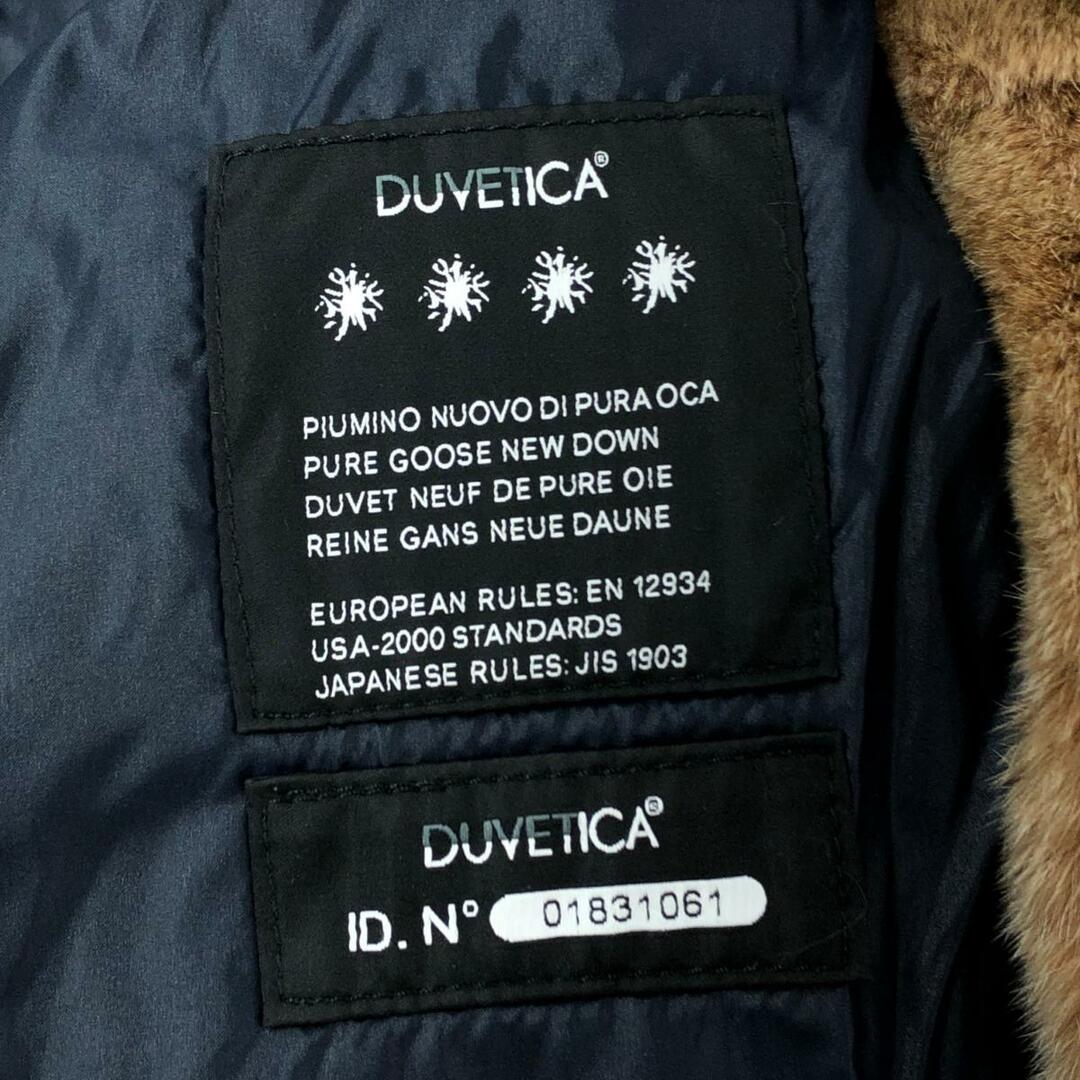 DUVETICA®
PIUMINO NUOVO DI PURA OCA
PURE GOOSE NEW DOWN
DUVET NEUF DE PURE OIE
REINE GANS NEUE DAUNE
EUROPEAN RULES: EN 12934
USA-2000 STANDARDS
JAPANESE RULES: JIS 1903
DUVETICA®
ID. N° 01831061